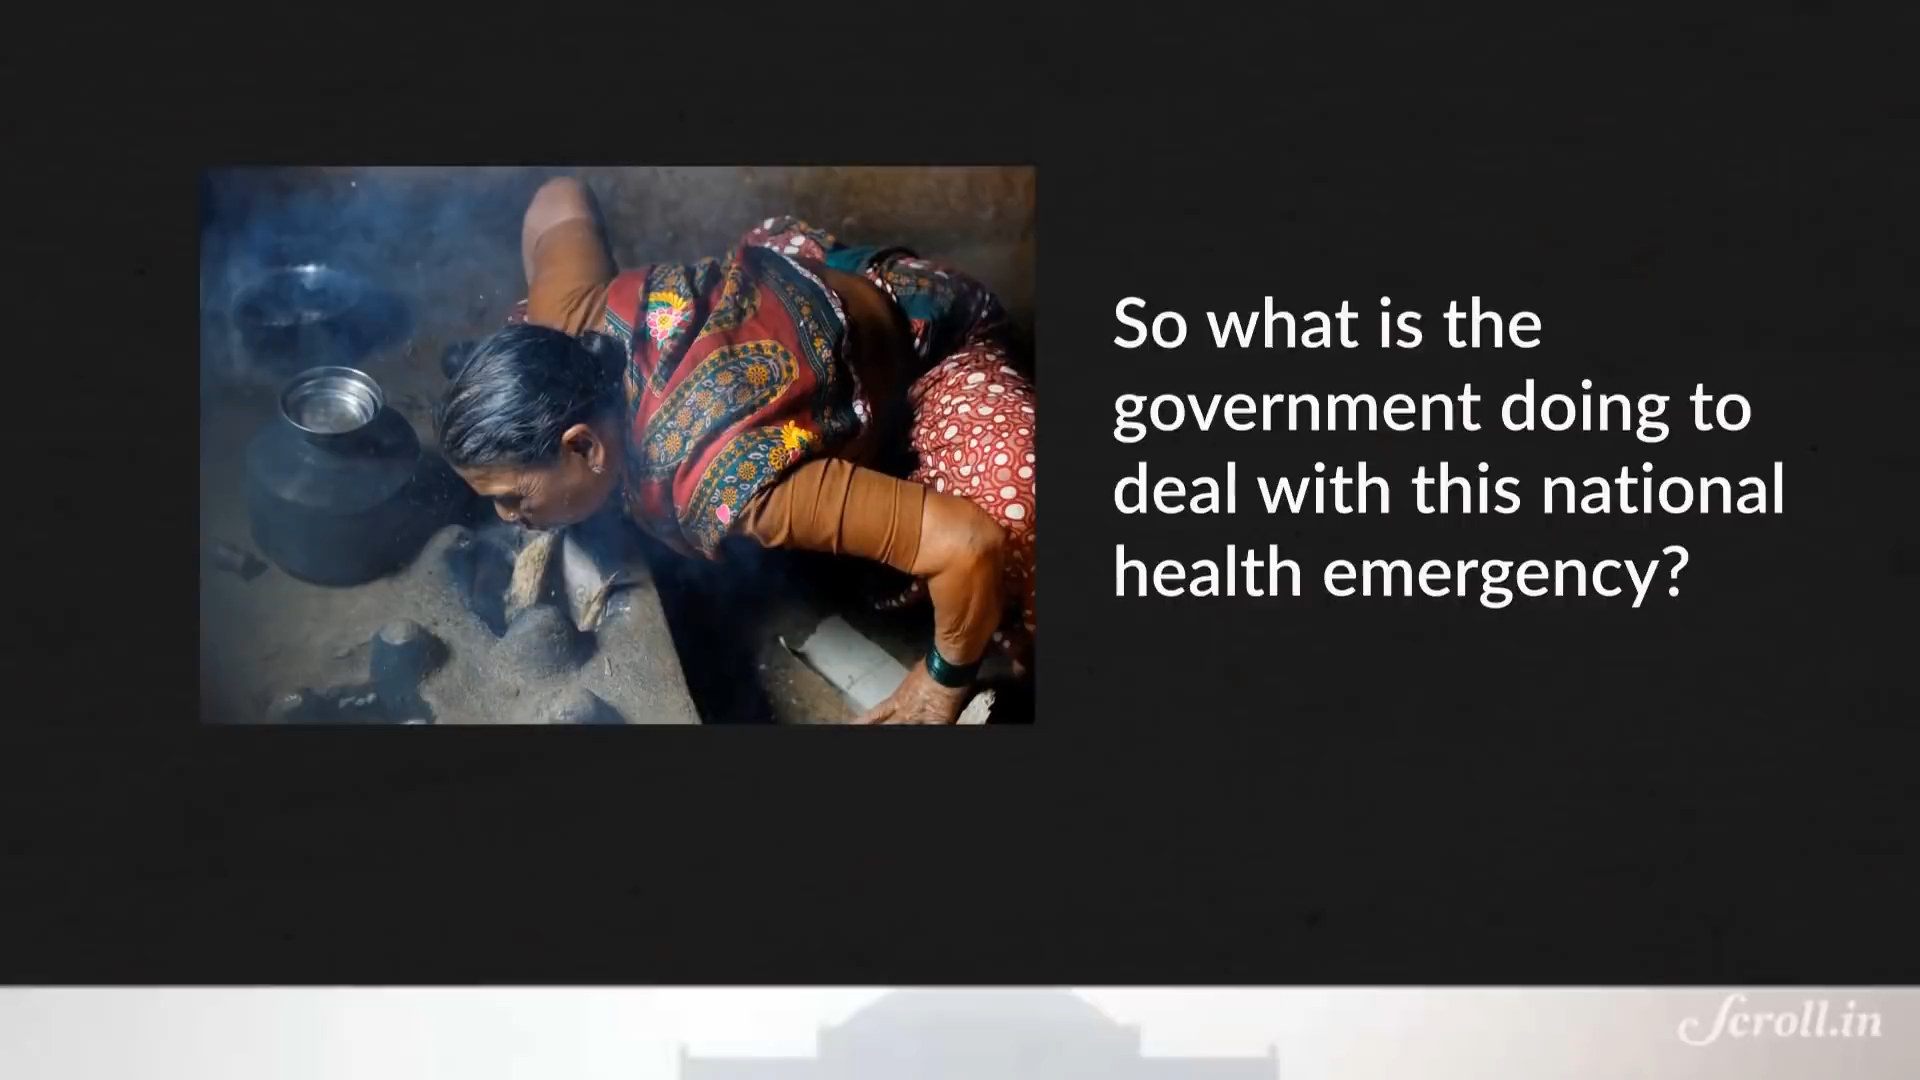 So what is the
government doing to
deal with this national
health emergency?
Scroll.in